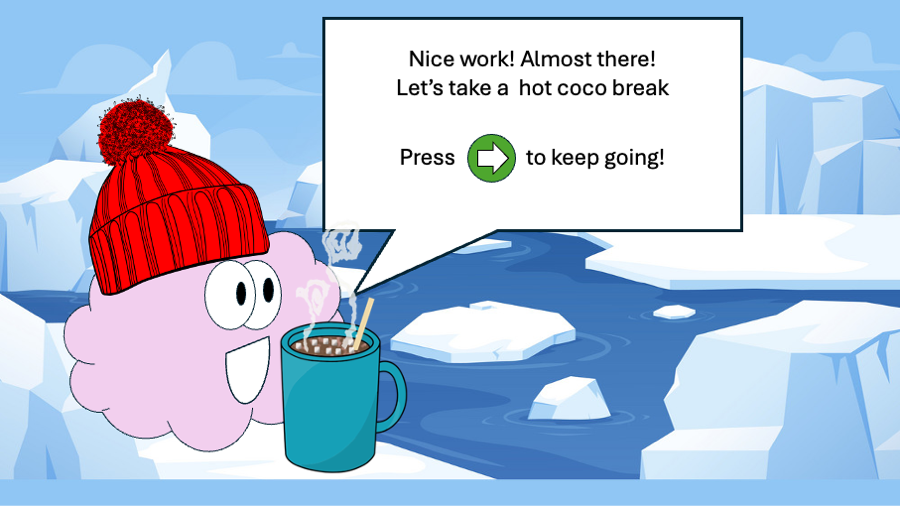 Nice work! Almost there!
Let’s take a  hot coco break
Press to keep going!